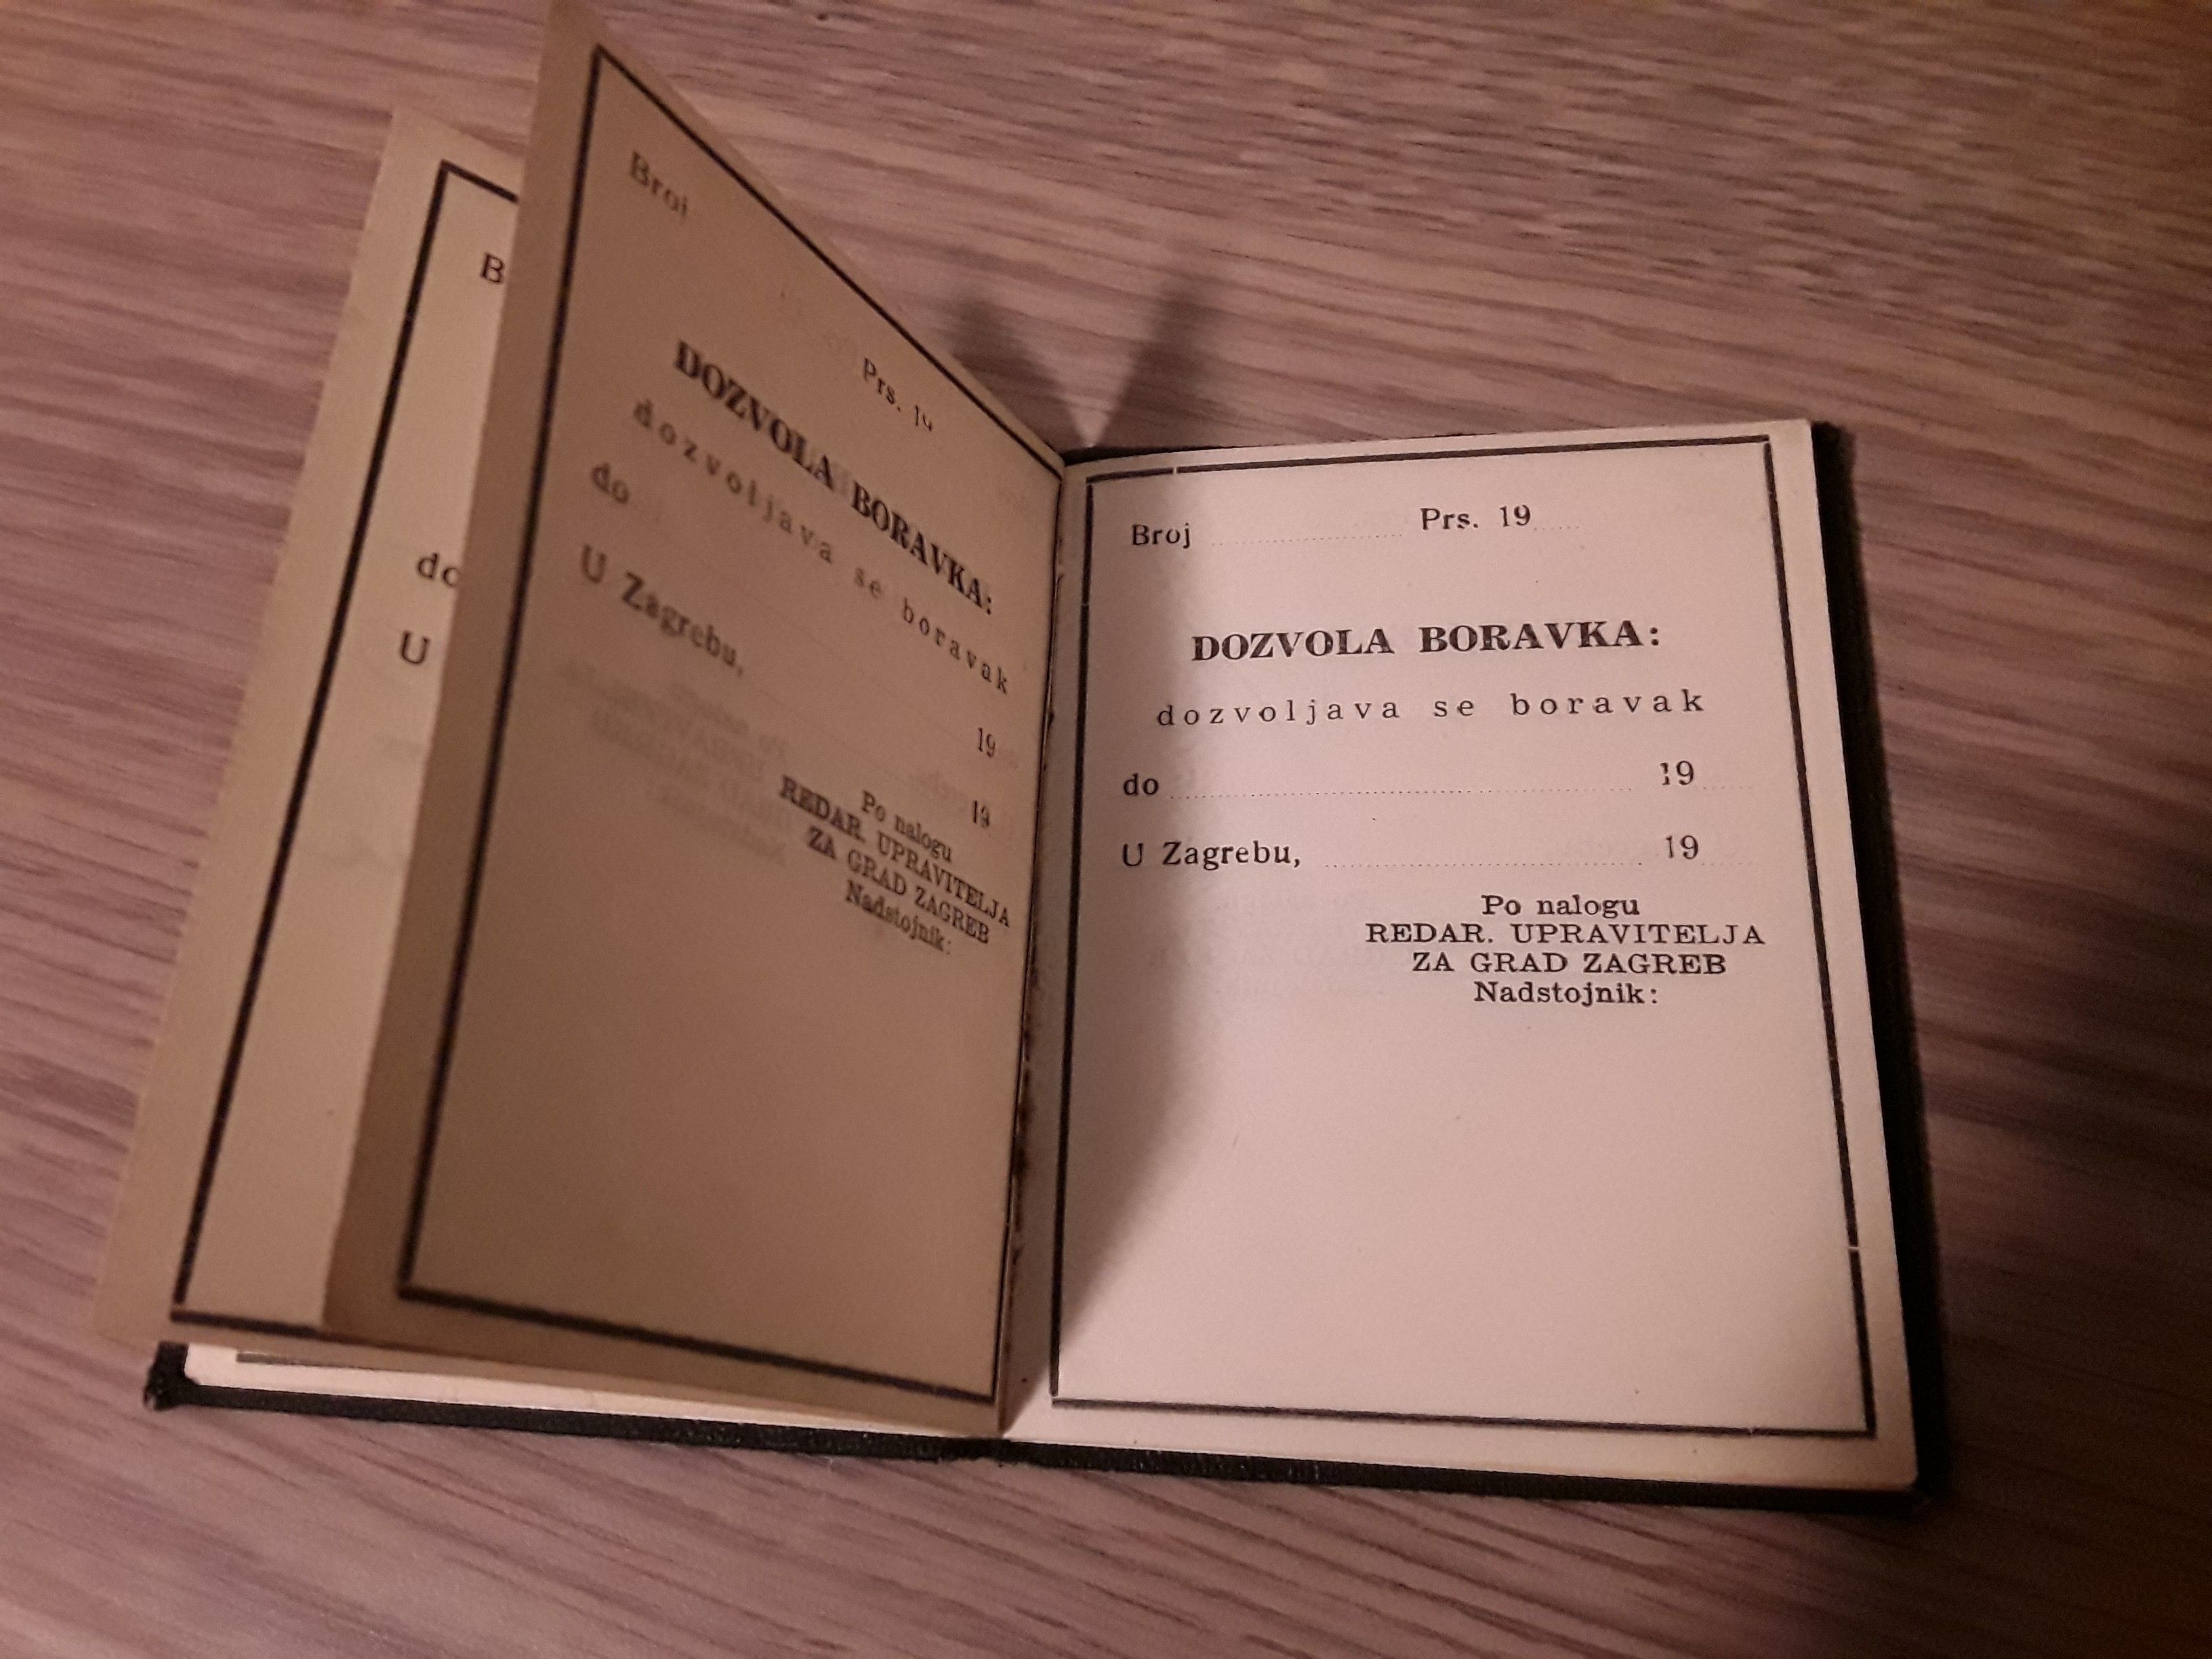 B
do
U
Broj
Prs. 19
DOZVOLA BORAVKA:
dozvoljava se boravak
do 19
U Zagrebu, 19
Po nalogu
REDAR. UPRAVITELJA
ZA GRAD ZAGREB
Nadstojnik:
Broj Prs. 19
DOZVOLA BORAVKA:
dozvoljava se boravak
do 19
U Zagrebu, 19
Po nalogu
REDAR. UPRAVITELJA
ZA GRAD ZAGREB
Nadstojnik: